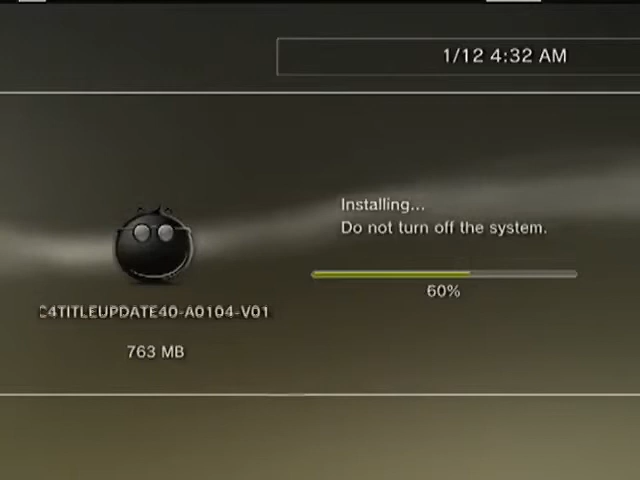 1/12 4:32 AM
Installing...
Do not turn off the system.
60%
C4TITLEUPDATE40-A0104-V01
763 MB